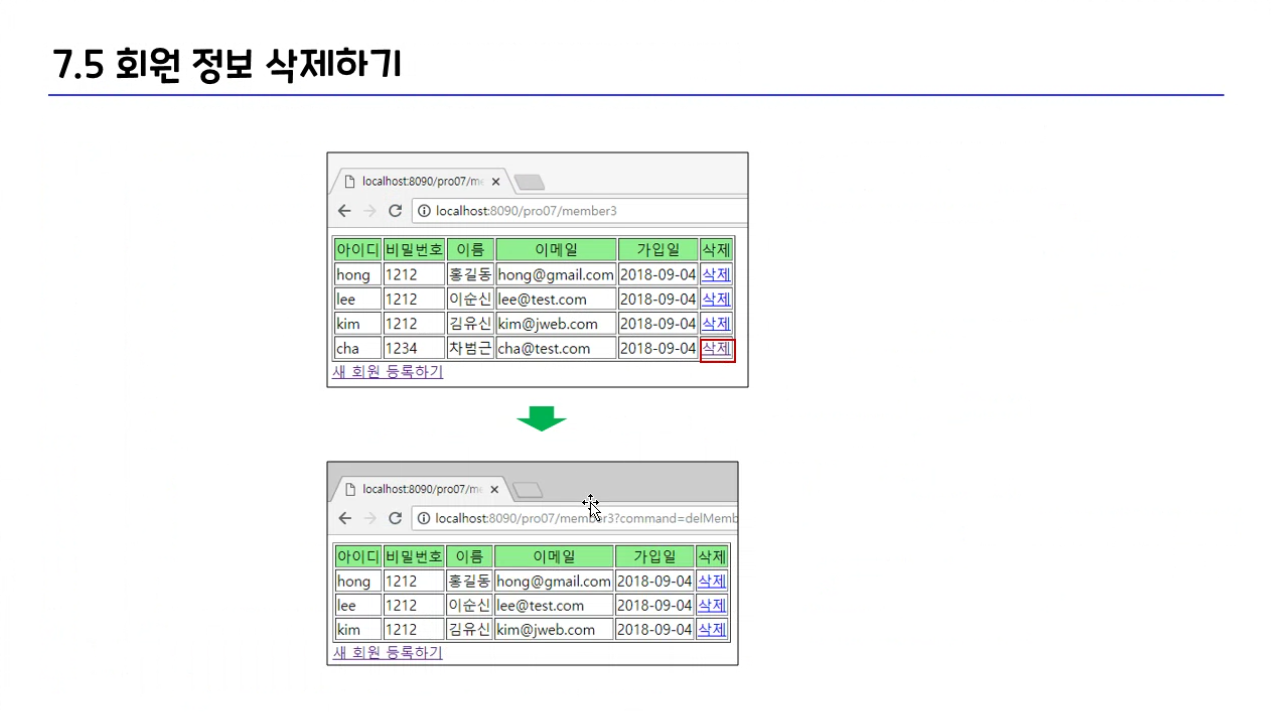 7.5 회원 정보 삭제하기
localhost:8090/pro07/me
localhost:8090/pro07/member3
아이디 비밀번호 이름 이메일 가입일 삭제
hong 1212 홍길동 hong@gmail.com 2018-09-04 삭제
lee 1212 이순신 lee@test.com 2018-09-04 삭제
kim 1212 김유신 kim@jweb.com 2018-09-04 삭제
cha 1234 차범근 cha@test.com 2018-09-04 삭제
새 회원 등록하기
localhost:8090/pro07/me
localhost:8090/pro07/member3?command=delMemb
아이디 비밀번호 이름 이메일 가입일 삭제
hong 1212 홍길동 hong@gmail.com 2018-09-04 삭제
lee 1212 이순신 lee@test.com 2018-09-04 삭제
kim 1212 김유신 kim@jweb.com 2018-09-04 삭제
새 회원 등록하기